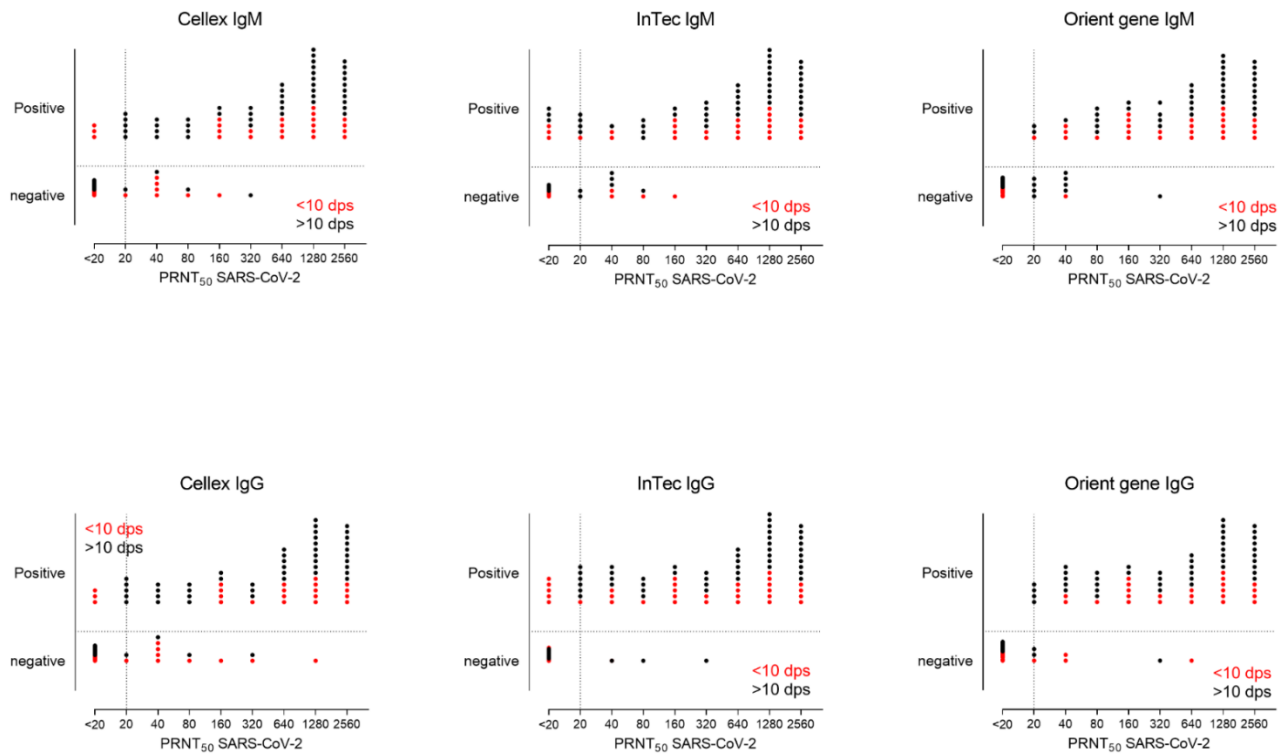 Cellex IgM
Positive
negative
<10 dps
>10 dps
<20 20 40 80 160 320 640 1280 2560
PRNT50 SARS-CoV-2
InTec IgM
Positive
negative
<10 dps
>10 dps
<20 20 40 80 160 320 640 1280 2560
PRNT50 SARS-CoV-2
Orient gene IgM
Positive
negative
<10 dps
>10 dps
<20 20 40 80 160 320 640 1280 2560
PRNT50 SARS-CoV-2
Cellex IgG
<10 dps
>10 dps
Positive
negative
<20 20 40 80 160 320 640 1280 2560
PRNT50 SARS-CoV-2
InTec IgG
Positive
negative
<10 dps
>10 dps
<20 20 40 80 160 320 640 1280 2560
PRNT50 SARS-CoV-2
Orient gene IgG
Positive
negative
<10 dps
>10 dps
<20 20 40 80 160 320 640 1280 2560
PRNT50 SARS-CoV-2